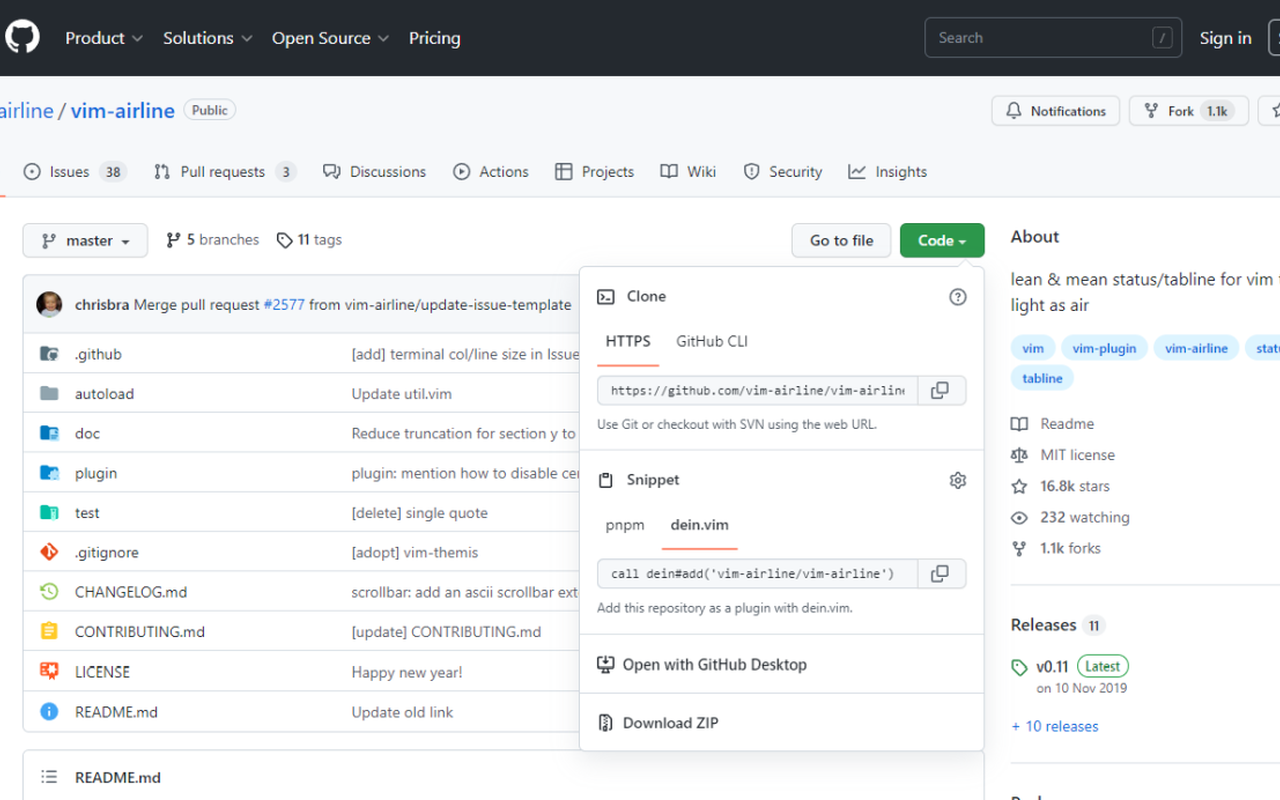 Product Solutions Open Source Pricing Search / Sign in
airline / vim-airline Public Notifications Fork 1.1k
Issues 38 Pull requests 3 Discussions Actions Projects Wiki Security Insights
master 5 branches 11 tags Go to file Code
chrisbra Merge pull request #2577 from vim-airline/update-issue-template
.github [add] terminal col/line size in Issue
autoload Update util.vim
doc Reduce truncation for section y to
plugin plugin: mention how to disable
test [delete] single quote
.gitignore [adopt] vim-themis
CHANGELOG.md scrollbar: add an ascii scrollbar
CONTRIBUTING.md [update] CONTRIBUTING.md
LICENSE Happy new year!
README.md Update old link
README.md
Clone
HTTPS GitHub CLI
https://github.com/vim-airline/vim-airline
Use Git or checkout with SVN using the web URL.
Snippet
pnpm dein.vim
call dein#add('vim-airline/vim-airline')
Add this repository as a plugin with dein.vim.
Open with GitHub Desktop
Download ZIP
About
lean & mean status/tabline for vim
light as air
vim vim-plugin vim-airline
tabline
Readme
MIT license
16.8k stars
232 watching
1.1k forks
Releases 11
v0.11 Latest
on 10 Nov 2019
+ 10 releases